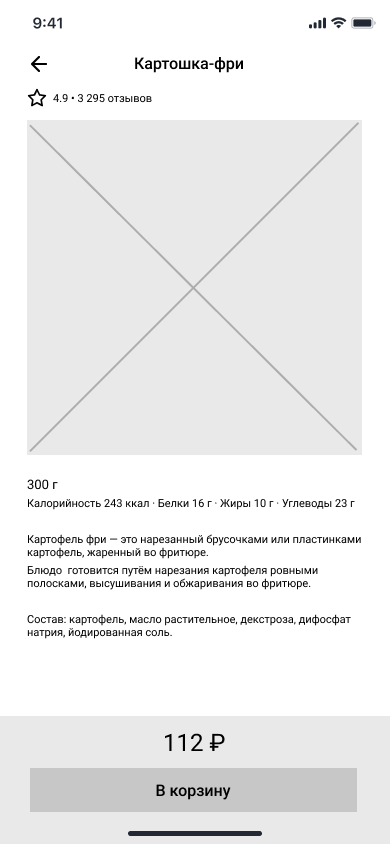 9:41
Картошка-фри
4.9 • 3 295 отзывов
300 г
Калорийность 243 ккал · Белки 16 г · Жиры 10 г · Углеводы 23 г
Картофель фри — это нарезанный брусочками или пластинками
картофель, жаренный во фритюре.
Блюдо  готовится путём нарезания картофеля ровными
полосками, высушивания и обжаривания во фритюре.
Состав: картофель, масло растительное, декстроза, дифосфат
натрия, йодированная соль.
112 ₽
В корзину